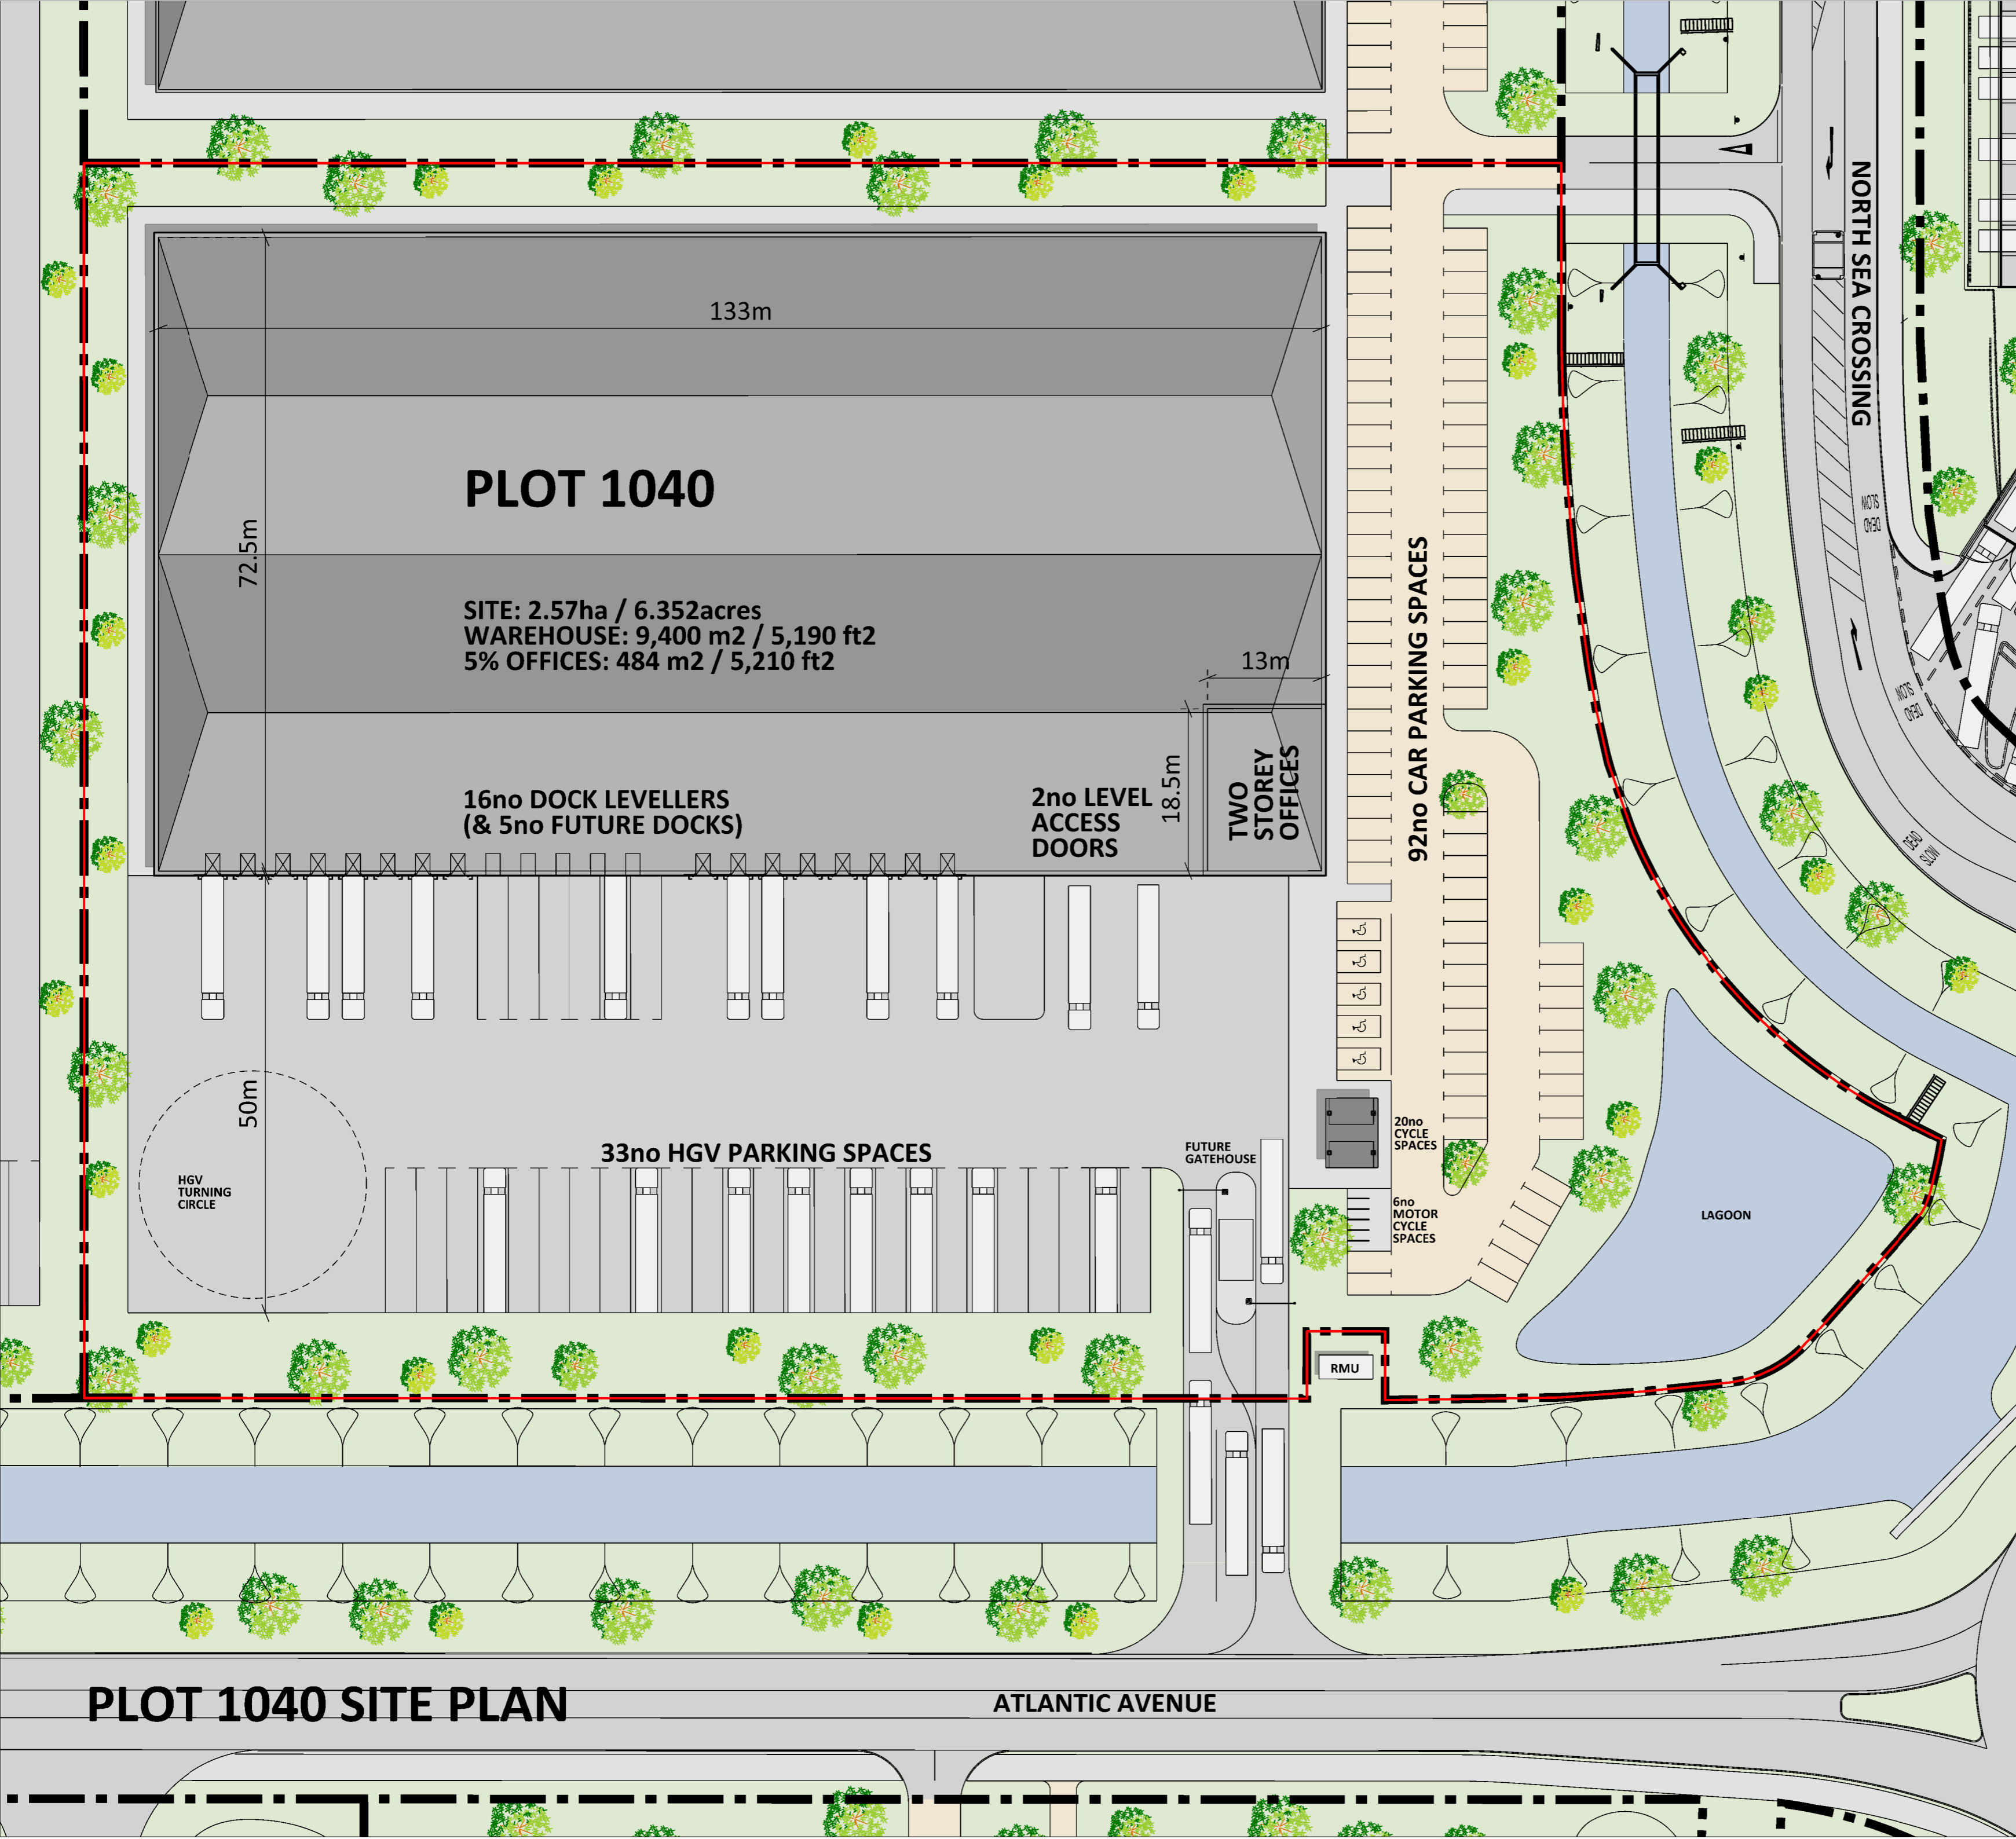 NORTH SEA CROSSING
133m
PLOT 1040
72.5m
SLOW
DEAD
SITE: 2.57ha / 6.352acres
WAREHOUSE: 9,400 m2 / 5,190 ft2
5% OFFICES: 484 m2 / 5,210 ft2
13m
92no CAR PARKING SPACES
SLOW
DEAD
16no DOCK LEVELLERS
(& 5no FUTURE DOCKS)
2no LEVEL
ACCESS
DOORS
18.5m
TWO
STOREY
OFFICES
DEAD
SLOW
50m
33no HGV PARKING SPACES
FUTURE
GATEHOUSE
20no
CYCLE
SPACES
HGV
TURNING
CIRCLE
6no
MOTOR
CYCLE
SPACES
LAGOON
RMU
PLOT 1040 SITE PLAN
ATLANTIC AVENUE